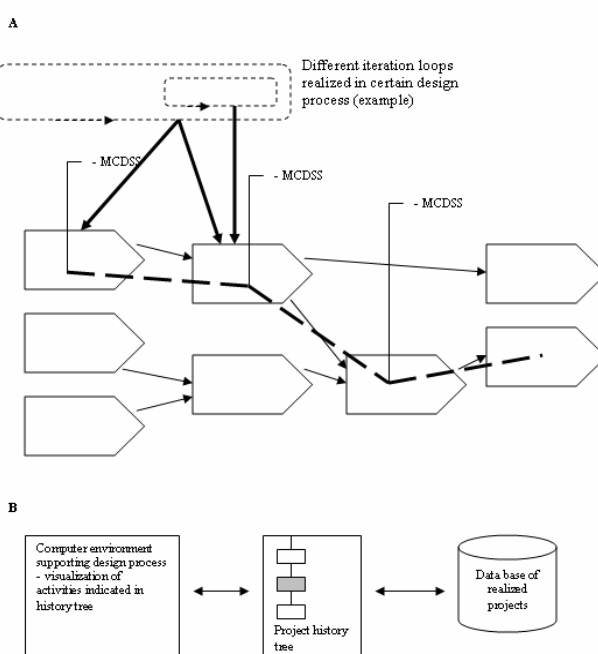 A
Different iteration loops
realized in certain design
process (example)
- MCDSS
- MCDSS
- MCDSS
B
Computer environment
supporting design process
- visualization of
activities indicated in
history tree
Project history
tree
Data base of
realized
projects